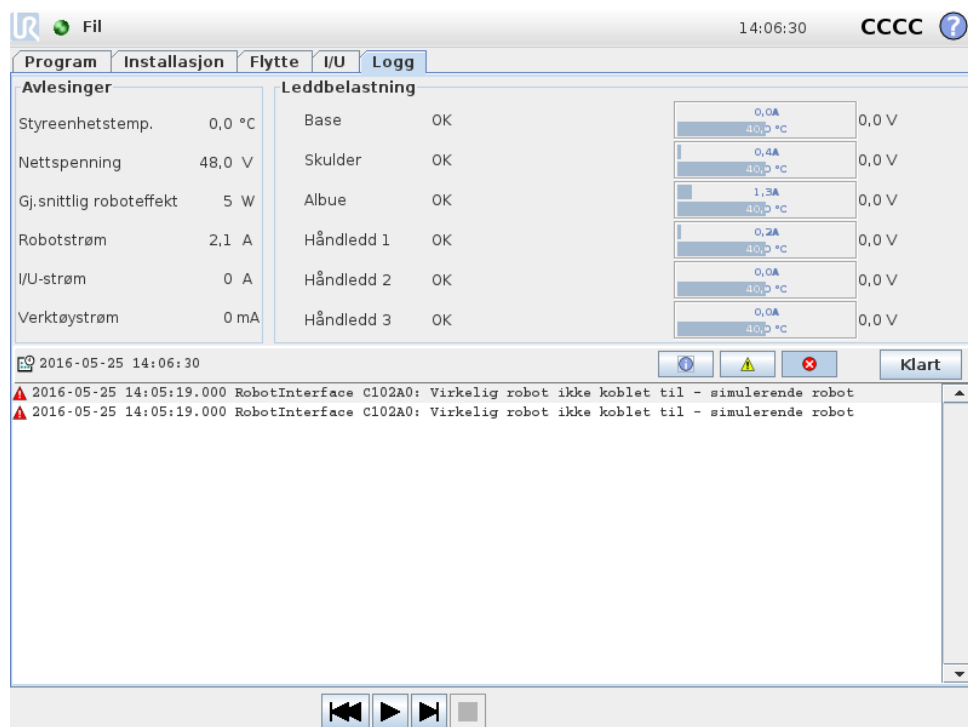 UR Fil 14:06:30 CCCC ?
Program Installasjon Flytte I/U Logg
Avlesinger
Styreenhetstemp. 0,0 °C
Nettspenning 48,0 V
Gj.snittlig roboteffekt 5 W
Robotstrøm 2,1 A
I/U-strøm 0 A
Verktøystrøm 0 mA
Leddbelastning
Base OK 0,0A 40,0 °C 0,0 V
Skulder OK 0,4A 40,0 °C 0,0 V
Albue OK 1,3A 40,0 °C 0,0 V
Håndledd 1 OK 0,2A 40,0 °C 0,0 V
Håndledd 2 OK 0,0A 40,0 °C 0,0 V
Håndledd 3 OK 0,0A 40,0 °C 0,0 V
2016-05-25 14:06:30 Klart
2016-05-25 14:05:19.000 RobotInterface C102A0: Virkelig robot ikke koblet til - simulerende robot
2016-05-25 14:05:19.000 RobotInterface C102A0: Virkelig robot ikke koblet til - simulerende robot